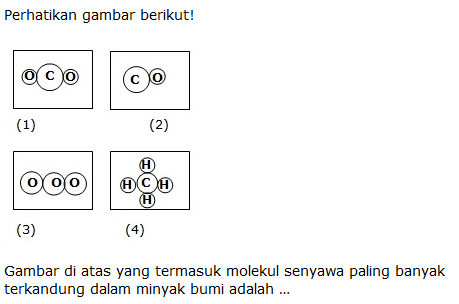 Perhatikan gambar berikut!
O C O
C O
(1) (2)
O O O
H
H C H
H
(3) (4)
Gambar di atas yang termasuk molekul senyawa paling banyak
terkandung dalam minyak bumi adalah ...